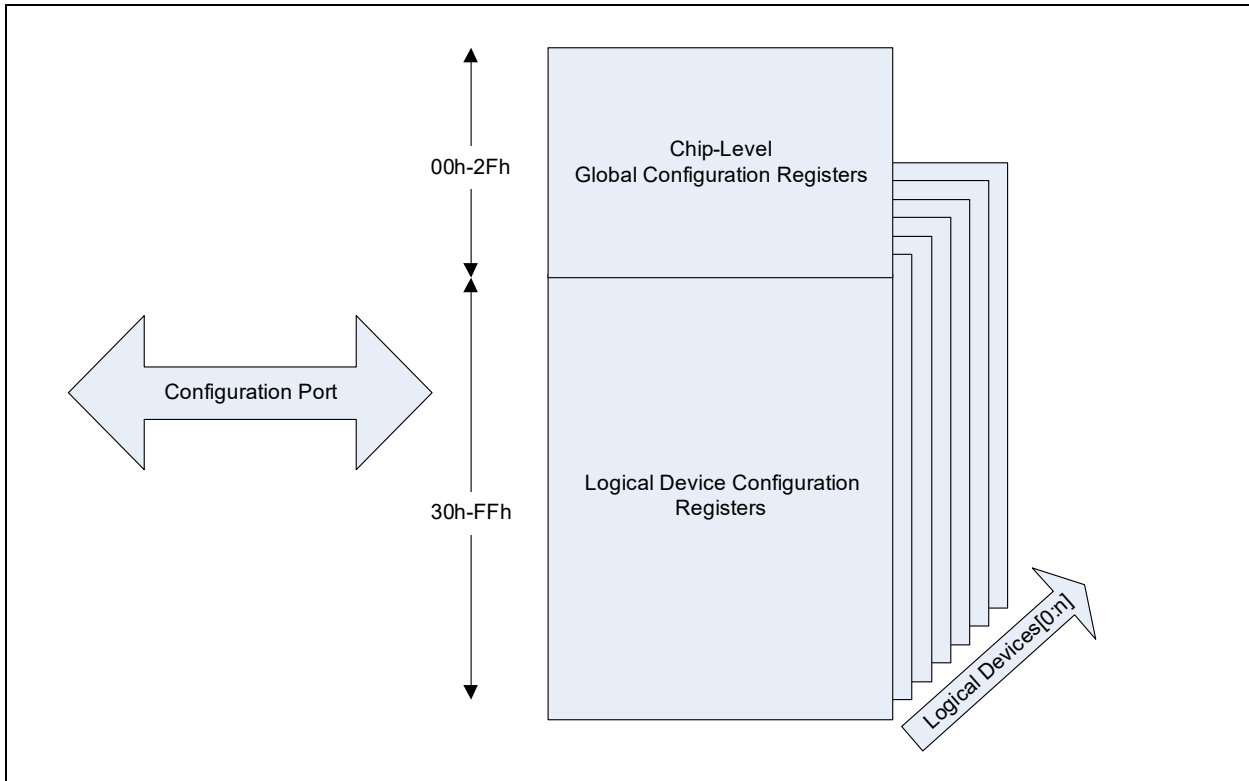 Chip-Level
Global Configuration Registers
00h-2Fh
Configuration Port
Logical Device Configuration
Registers
30h-FFh
Logical Devices[0:n]